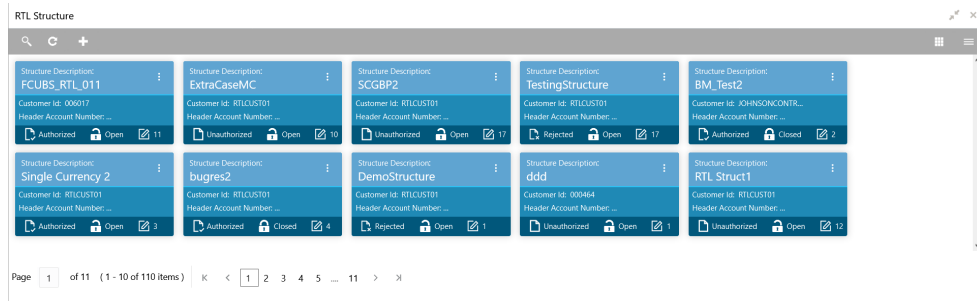 RTL Structure
Structure Description: Structure Description: Structure Description: Structure Description: Structure Description:
FCUBS_RTL_011 ExtraCaseMC SCGBP2 TestingStructure BM_Test2
Customer Id: 006017 Customer Id: RTLCUST01 Customer Id: RTLCUST01 Customer Id: RTLCUST01 Customer Id: JOHNSONCONTR...
Header Account Number: ... Header Account Number: ... Header Account Number: ... Header Account Number: ... Header Account Number: ...
Authorized Open 11 Unauthorized Open 10 Unauthorized Open 17 Rejected Open 17 Authorized Closed 2
Structure Description: Structure Description: Structure Description: Structure Description: Structure Description:
Single Currency 2 bugres2 DemoStructure ddd RTL Struct1
Customer Id: RTLCUST01 Customer Id: RTLCUST01 Customer Id: RTLCUST01 Customer Id: 000464 Customer Id: RTLCUST01
Header Account Number: ... Header Account Number: ... Header Account Number: ... Header Account Number: ... Header Account Number: ...
Authorized Open 3 Authorized Closed 4 Rejected Open 1 Unauthorized Open 1 Unauthorized Open 12
Page 1 of 11 (1 - 10 of 110 items) 1 2 3 4 5 .... 11